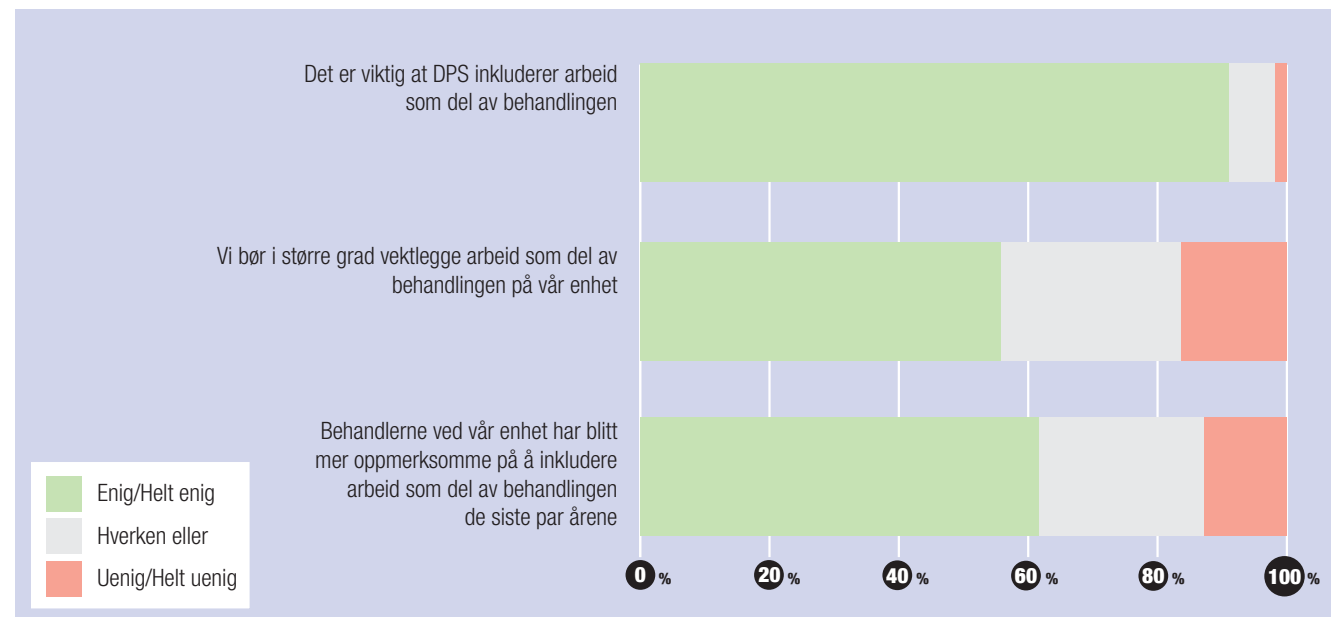 Det er viktig at DPS inkluderer arbeid
som del av behandlingen
Vi bør i større grad vektlegge arbeid som del av
behandlingen på vår enhet
Behandlerne ved vår enhet har blitt
mer oppmerksomme på å inkludere
arbeid som del av behandlingen
de siste par årene
Enig/Helt enig
Hverken eller
Uenig/Helt uenig
0 % 20 % 40 % 60 % 80 % 100 %